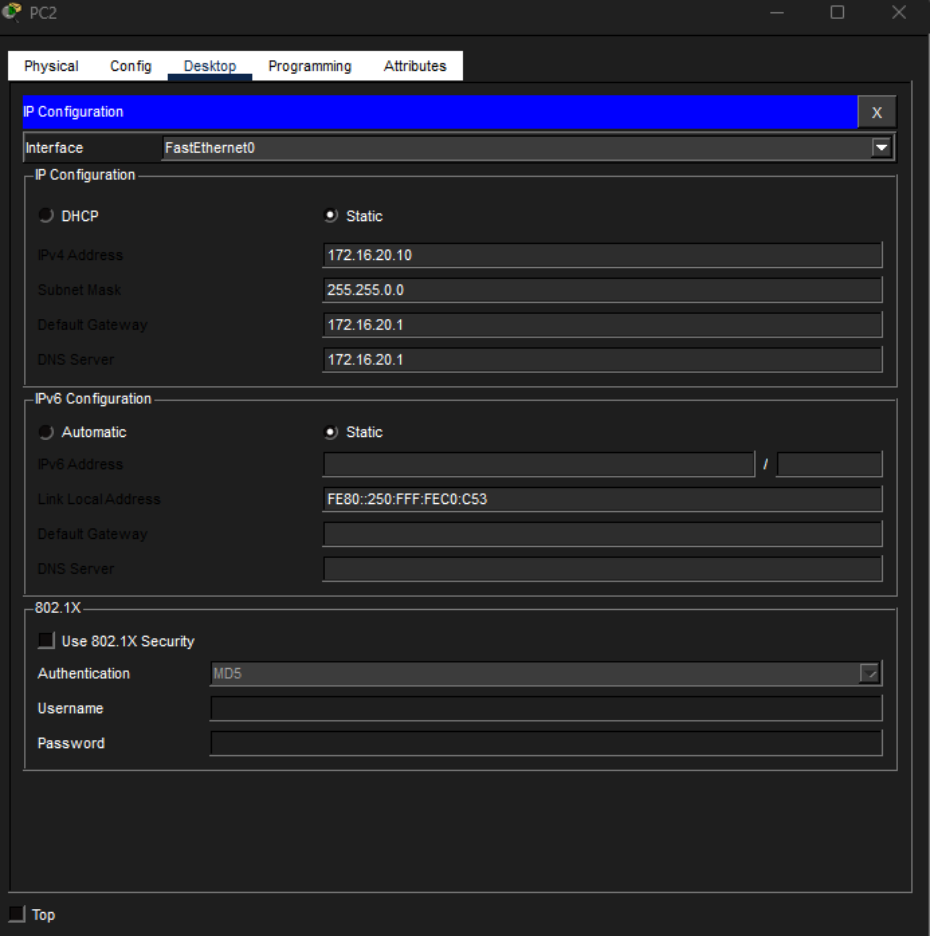 PC2
Physical Config Desktop Programming Attributes
IP Configuration X
Interface FastEthernet0
IP Configuration
DHCP Static
IPv4 Address 172.16.20.10
Subnet Mask 255.255.0.0
Default Gateway 172.16.20.1
DNS Server 172.16.20.1
IPv6 Configuration
Automatic Static
IPv6 Address /
Link Local Address FE80::250:FFF:FEC0:C53
Default Gateway
DNS Server
802.1X
Use 802.1X Security
Authentication MD5
Username
Password
Top